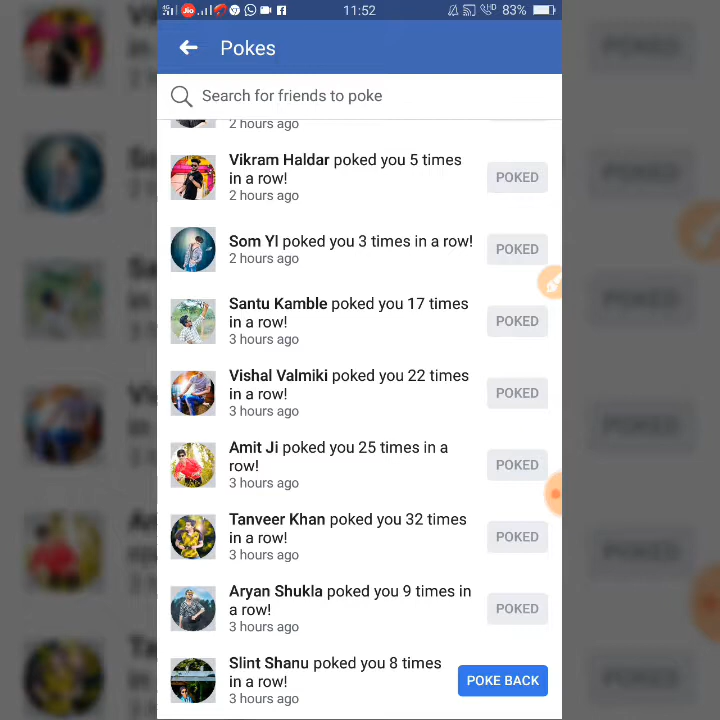 11:52
83%
Pokes
Search for friends to poke
2 hours ago
Vikram Haldar poked you 5 times
in a row!
2 hours ago
POKED
Som Yl poked you 3 times in a row!
2 hours ago
POKED
Santu Kamble poked you 17 times
in a row!
3 hours ago
POKED
Vishal Valmiki poked you 22 times
in a row!
3 hours ago
POKED
Amit Ji poked you 25 times in a
row!
3 hours ago
POKED
Tanveer Khan poked you 32 times
in a row!
3 hours ago
POKED
Aryan Shukla poked you 9 times in
a row!
3 hours ago
POKED
Slint Shanu poked you 8 times
in a row!
3 hours ago
POKE BACK